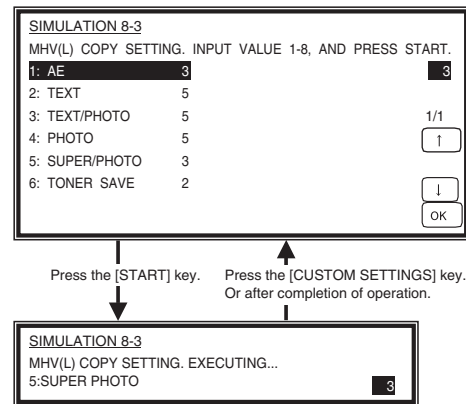 SIMULATION 8-3
MHV(L) COPY SETTING. INPUT VALUE 1-8, AND PRESS START.
1: AE 3 3
2: TEXT 5
3: TEXT/PHOTO 5 1/1
4: PHOTO 5 ↑
5: SUPER/PHOTO 3
6: TONER SAVE 2 ↓
OK
Press the [START] key. Press the [CUSTOM SETTINGS] key.
Or after completion of operation.
SIMULATION 8-3
MHV(L) COPY SETTING. EXECUTING...
5:SUPER PHOTO 3